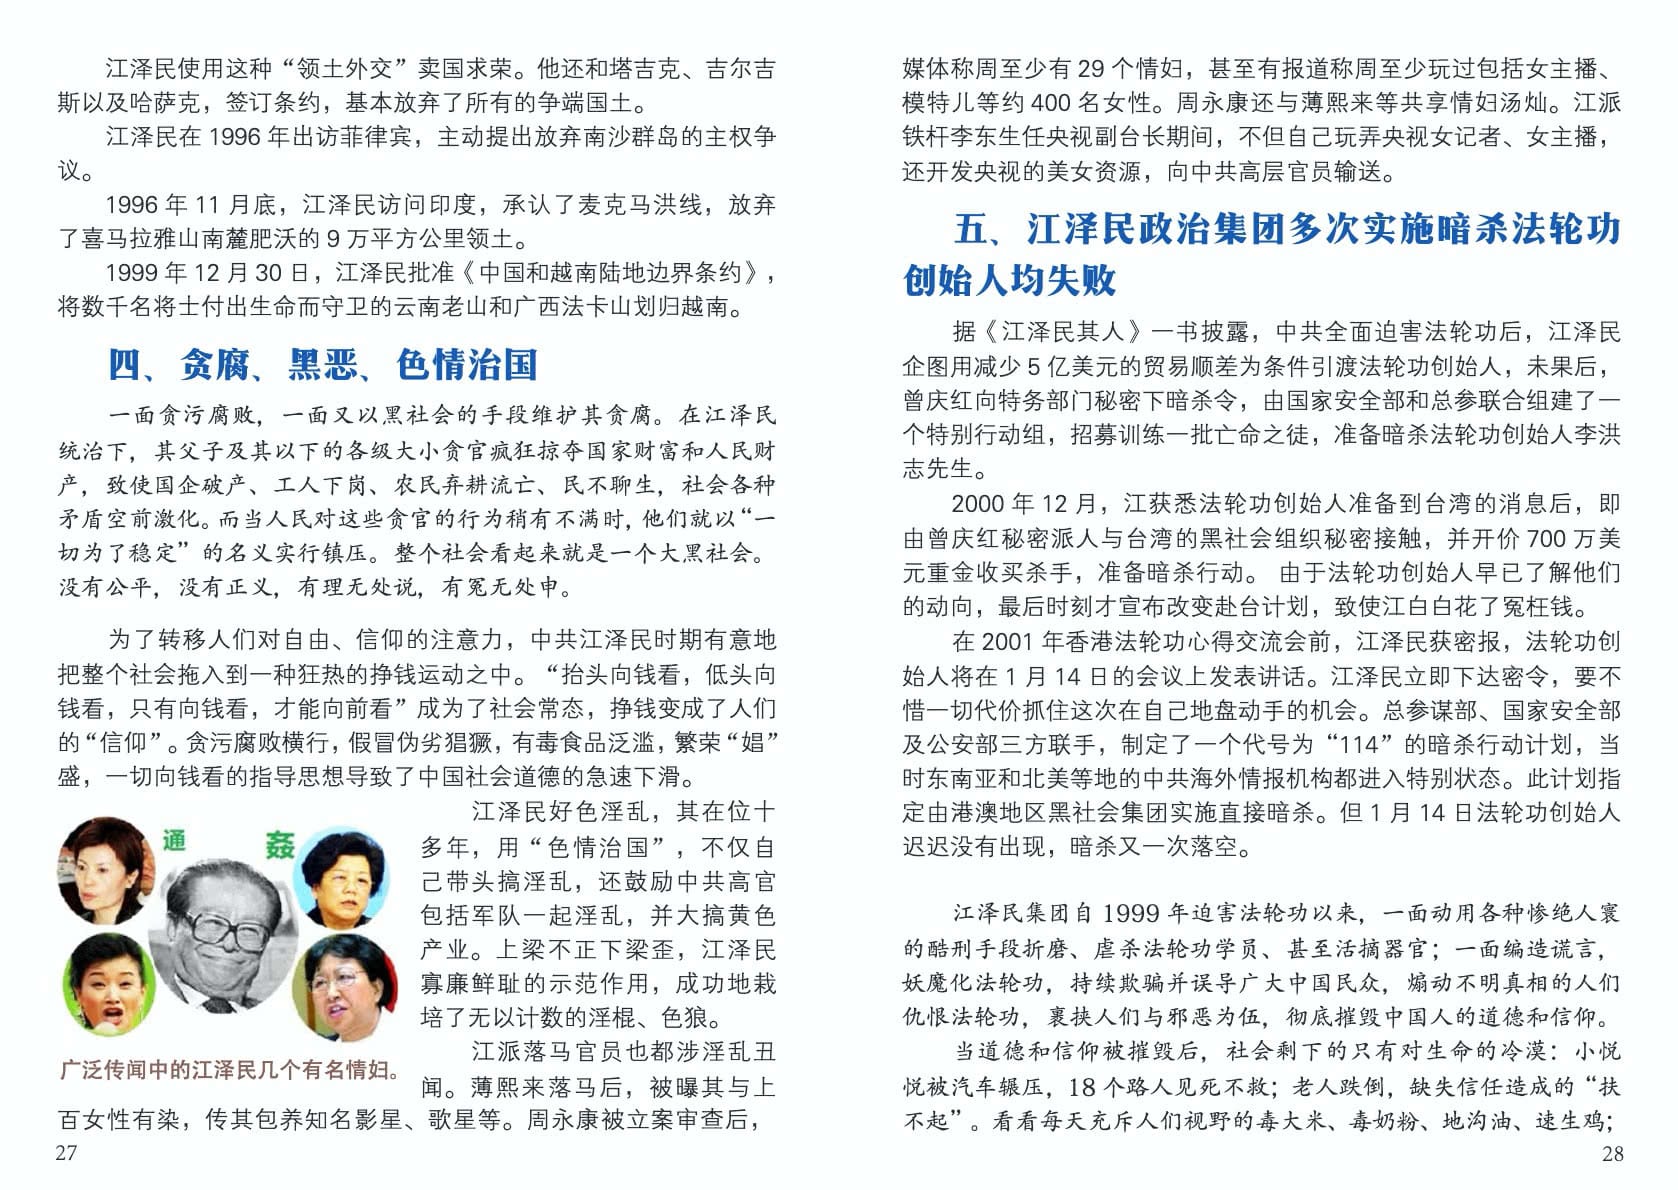 江泽民使用这种“领土外交”卖国求荣。他还和塔吉克、吉尔吉
斯以及哈萨克，签订条约，基本放弃了所有的争端国土。
江泽民在 1996 年出访菲律宾，主动提出放弃南沙群岛的主权争
议。
1996 年 11 月底，江泽民访问印度，承认了麦克马洪线，放弃
了喜马拉雅山南麓肥沃的 9 万平方公里领土。
1999 年 12 月 30 日，江泽民批准《中国和越南陆地边界条约》，
将数千名将士付出生命而守卫的云南老山和广西法卡山划归越南。
四、贪腐、黑恶、色情治国
一面贪污腐败，一面又以黑社会的手段维护其贪腐。在江泽民
统治下，其父子及其以下的各级大小贪官疯狂掠夺国家财富和人民财
产，致使国企破产、工人下岗、农民弃耕流亡、民不聊生，社会各种
矛盾空前激化。而当人民对这些贪官的行为稍有不满时，他们就以“一
切为了稳定”的名义实行镇压。整个社会看起来就是一个大黑社会。
没有公平，没有正义，有理无处说，有冤无处申。
为了转移人们对自由、信仰的注意力，中共江泽民时期有意地
把整个社会拖入到一种狂热的挣钱运动之中。“抬头向钱看，低头向
钱看，只有向钱看，才能向前看”成为了社会常态，挣钱变成了人们
的“信仰”。贪污腐败横行，假冒伪劣猖獗，有毒食品泛滥，繁荣“娼”
盛，一切向钱看的指导思想导致了中国社会道德的急速下滑。
通 姦
广泛传闻中的江泽民几个有名情妇。
江泽民好色淫乱，其在位十
多年，用“色情治国”，不仅自
己带头搞淫乱，还鼓励中共高官
包括军队一起淫乱，并大搞黄色
产业。上梁不正下梁歪，江泽民
寡廉鲜耻的示范作用，成功地栽
培了无以计数的淫棍、色狼。
江派落马官员也都涉淫乱丑
闻。薄熙来落马后，被曝其与上
百女性有染，传其包养知名影星、歌星等。周永康被立案审查后，
27
媒体称周至少有 29 个情妇，甚至有报道称周至少玩过包括女主播、
模特儿等约 400 名女性。周永康还与薄熙来等共享情妇汤灿。江派
铁杆李东生任央视副台长期间，不但自己玩弄央视女记者、女主播，
还开发央视的美女资源，向中共高层官员输送。
五、江泽民政治集团多次实施暗杀法轮功
创始人均失败
据《江泽民其人》一书披露，中共全面迫害法轮功后，江泽民
企图用减少 5 亿美元的贸易顺差为条件引渡法轮功创始人，未果后，
曾庆红向特务部门秘密下暗杀令，由国家安全部和总参联合组建了一
个特别行动组，招募训练一批亡命之徒，准备暗杀法轮功创始人李洪
志先生。
2000 年 12 月，江获悉法轮功创始人准备到台湾的消息后，即
由曾庆红秘密派人与台湾的黑社会组织秘密接触，并开价 700 万美
元重金收买杀手，准备暗杀行动。 由于法轮功创始人早已了解他们
的动向，最后时刻才宣布改变赴台计划，致使江白白花了冤枉钱。
在 2001 年香港法轮功心得交流会前，江泽民获密报，法轮功创
始人将在 1 月 14 日的会议上发表讲话。江泽民立即下达密令，要不
惜一切代价抓住这次在自己地盘动手的机会。总参谋部、国家安全部
及公安部三方联手，制定了一个代号为“114”的暗杀行动计划，当
时东南亚和北美等地的中共海外情报机构都进入特别状态。此计划指
定由港澳地区黑社会集团实施直接暗杀。但 1 月 14 日法轮功创始人
迟迟没有出现，暗杀又一次落空。
江泽民集团自 1999 年迫害法轮功以来，一面动用各种惨绝人寰
的酷刑手段折磨、虐杀法轮功学员、甚至活摘器官；一面编造谎言，
妖魔化法轮功，持续欺骗并误导广大中国民众，煽动不明真相的人们
仇恨法轮功，裹挟人们与邪恶为伍，彻底摧毁中国人的道德和信仰。
当道德和信仰被摧毁后，社会剩下的只有对生命的冷漠：小悦
悦被汽车辗压，18 个路人见死不救；老人跌倒，缺失信任造成的“扶
不起”。看看每天充斥人们视野的毒大米、毒奶粉、地沟油、速生鸡；
28